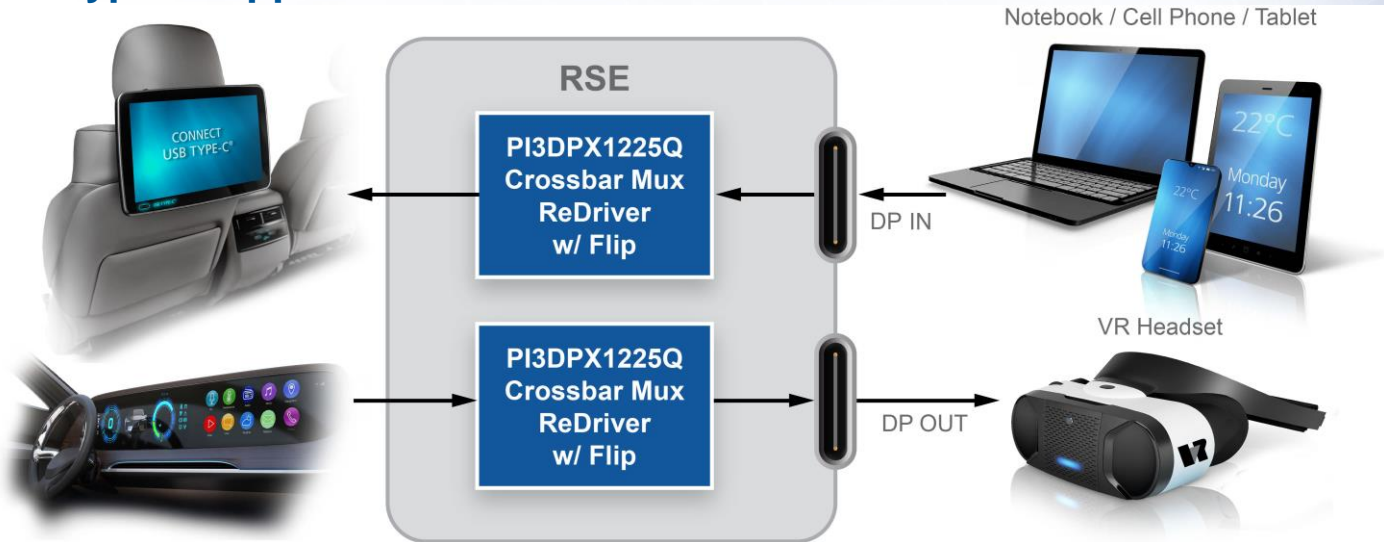 Notebook / Cell Phone / Tablet
RSE
PI3DPX1225Q
Crossbar Mux
ReDriver
w/ Flip
CONNECT
USB TYPE-C®
DP IN
22°C
Monday
11:26
22°C
Monday
11:26
VR Headset
PI3DPX1225Q
Crossbar Mux
ReDriver
w/ Flip
DP OUT